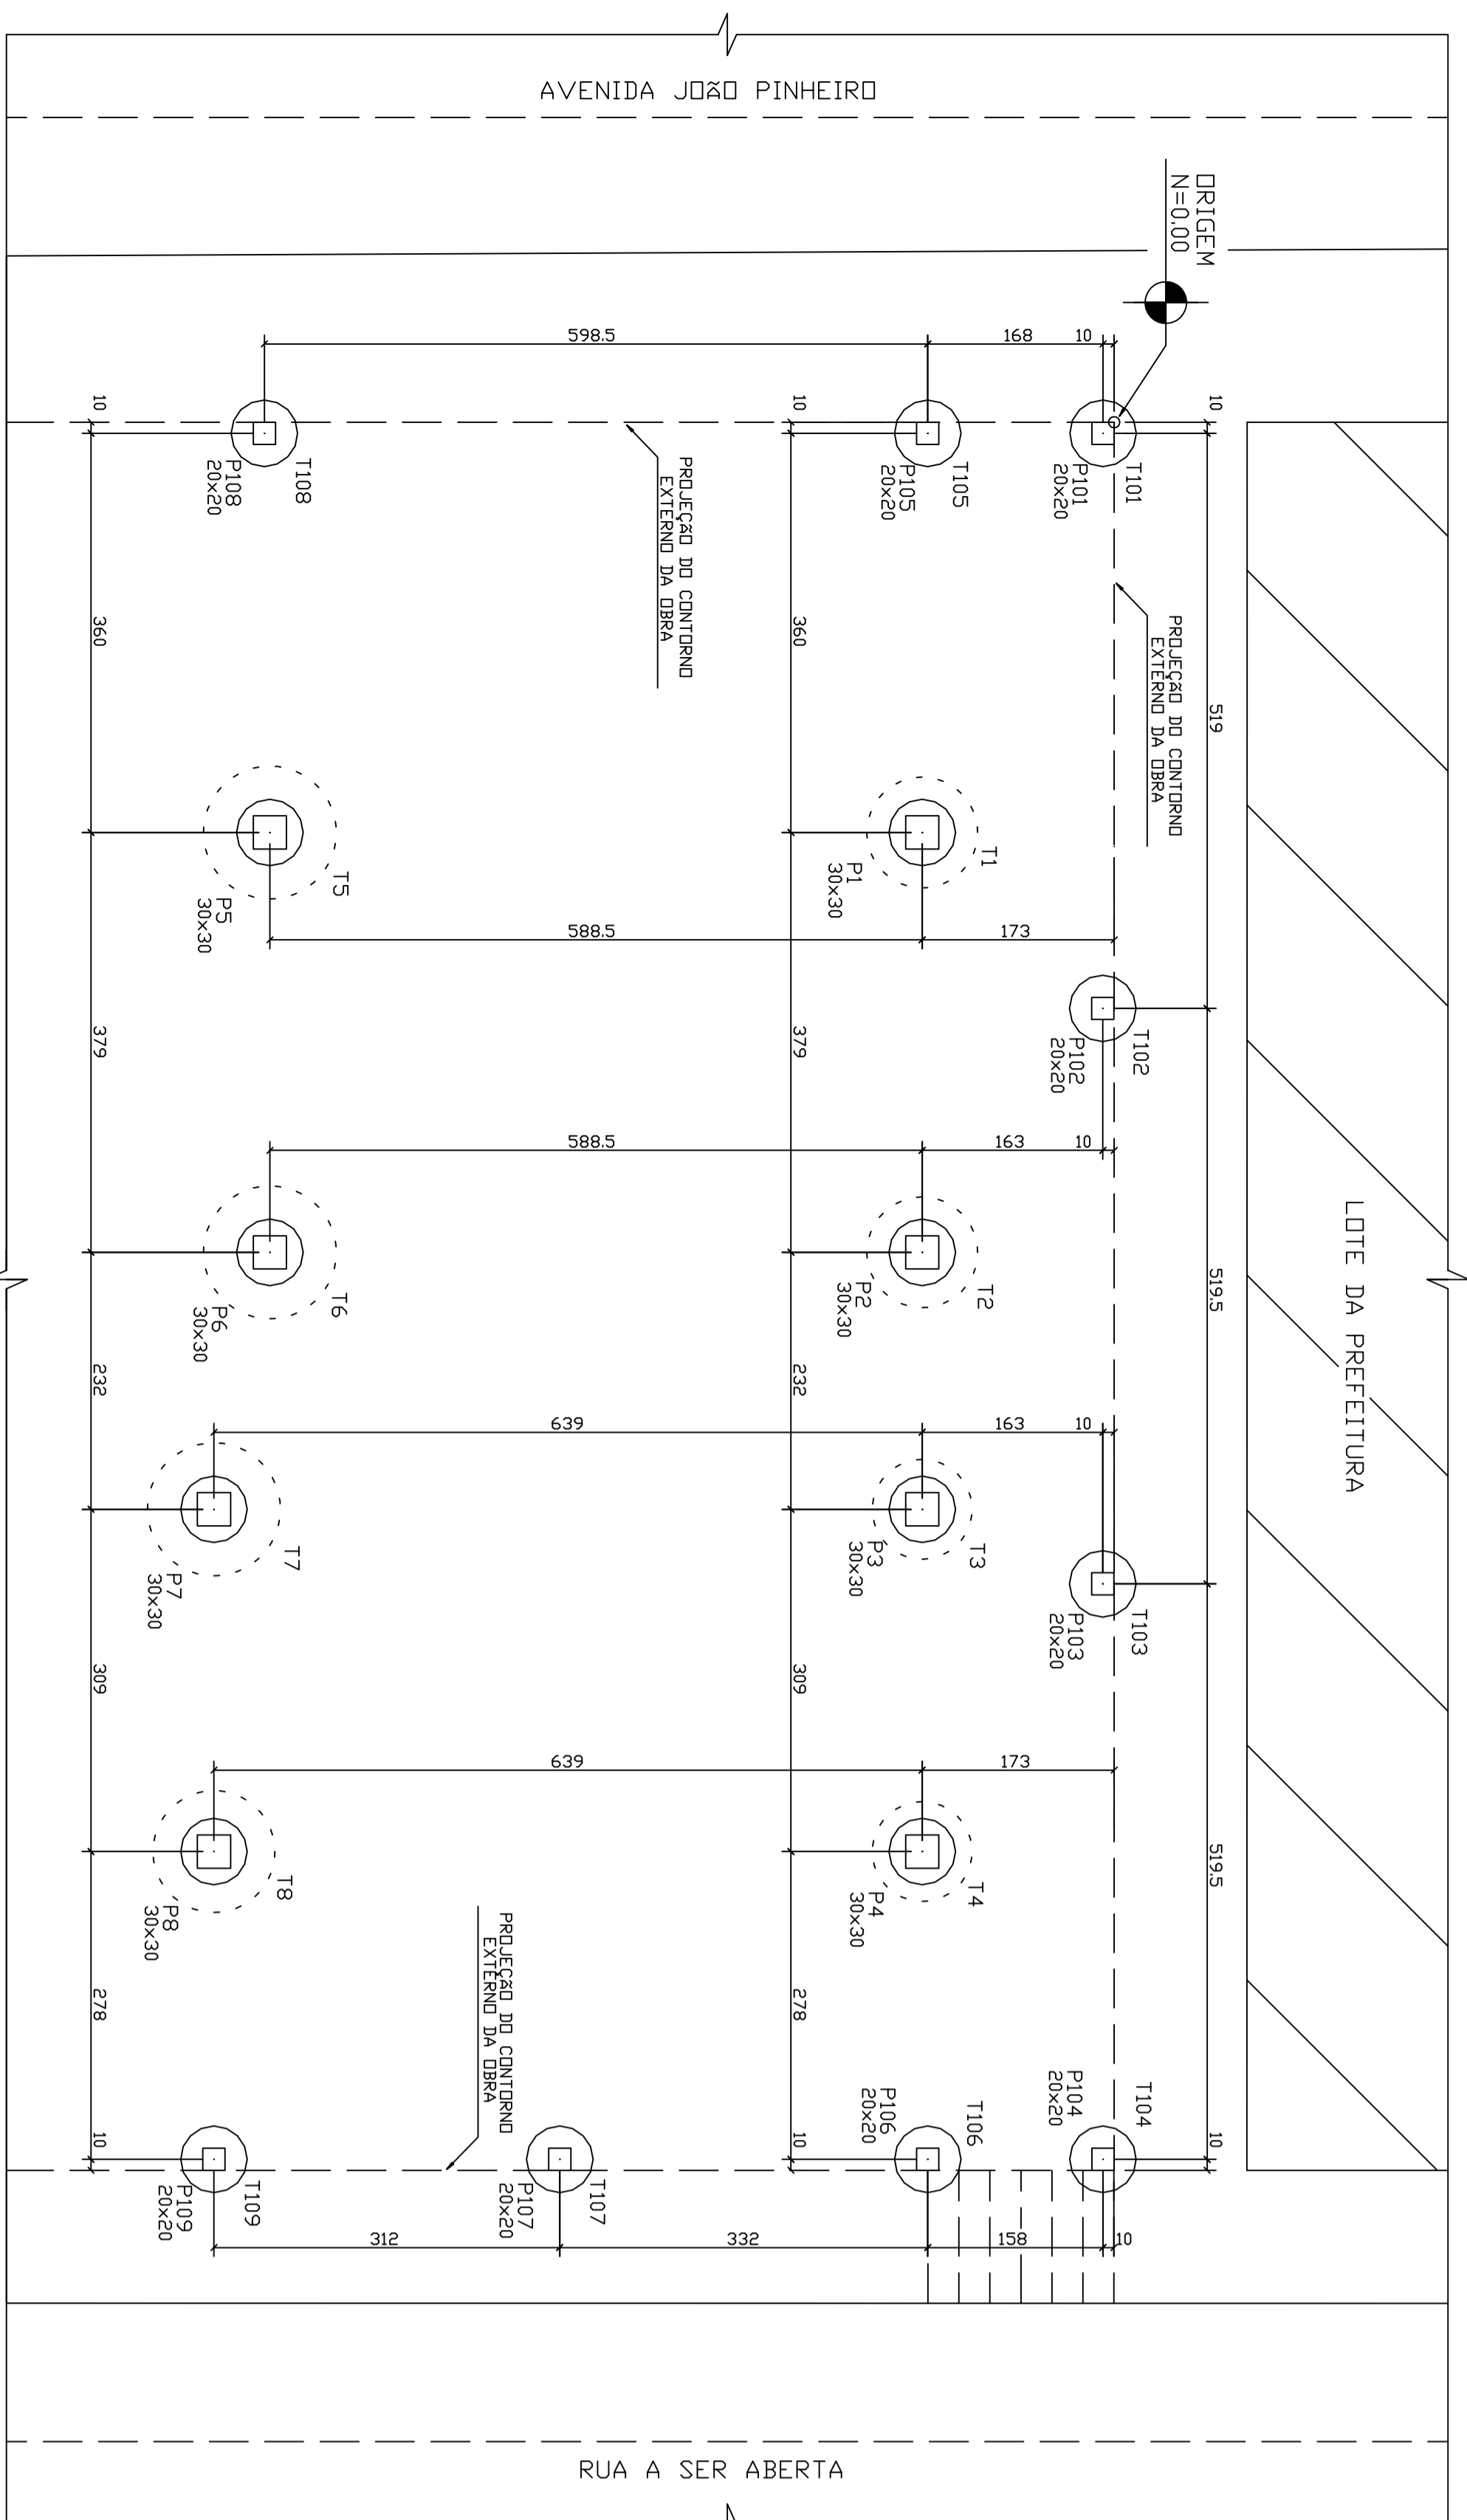 AVENIDA JOÃO PINHEIRO
ORIGEM
N=0.00
598.5
168
10
10
10
10
T108
P108
20x20
T105
P105
20x20
T101
P101
20x20
PROJEÇÃO DO CONTORNO
EXTERNO DA OBRA
PROJEÇÃO DO CONTORNO
EXTERNO DA OBRA
360
360
519
T5
P5
30x30
T1
P1
30x30
588.5
173
379
379
T102
P102
20x20
588.5
163
10
LOTE DA PREFEITURA
T6
P6
30x30
T2
P2
30x30
519.5
232
232
639
163
10
T7
P7
30x30
T3
P3
30x30
T103
P103
20x20
309
309
639
173
519.5
T8
P8
30x30
T4
P4
30x30
PROJEÇÃO DO CONTORNO
EXTERNO DA OBRA
278
278
T104
P104
20x20
T106
P106
20x20
10
10
10
T109
P109
20x20
T107
P107
20x20
312
332
158
10
RUA A SER ABERTA